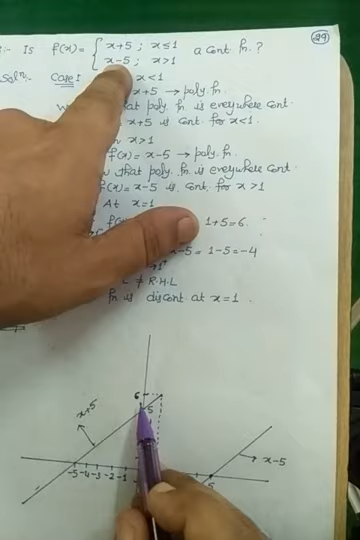 :- Is f(x) = { x+5 ; x≤1 a cont fn. ?
x-5 ; x>1
29
Soln:- Case I x<1
x+5 → poly. fn.
that poly. fn. is everywhere cont.
x+5 is cont. for x<1.
x>1
f(x) = x-5 → poly. fn.
that poly. fn is everywhere cont
f(x) = x-5 is cont. for x>1
At x=1
1+5=6.
x-5 = 1-5 = -4
≠ R.H.L
fn is discont. at x=1.
6
5
x+5
-5 -4 -3 -2 -1
5
x-5